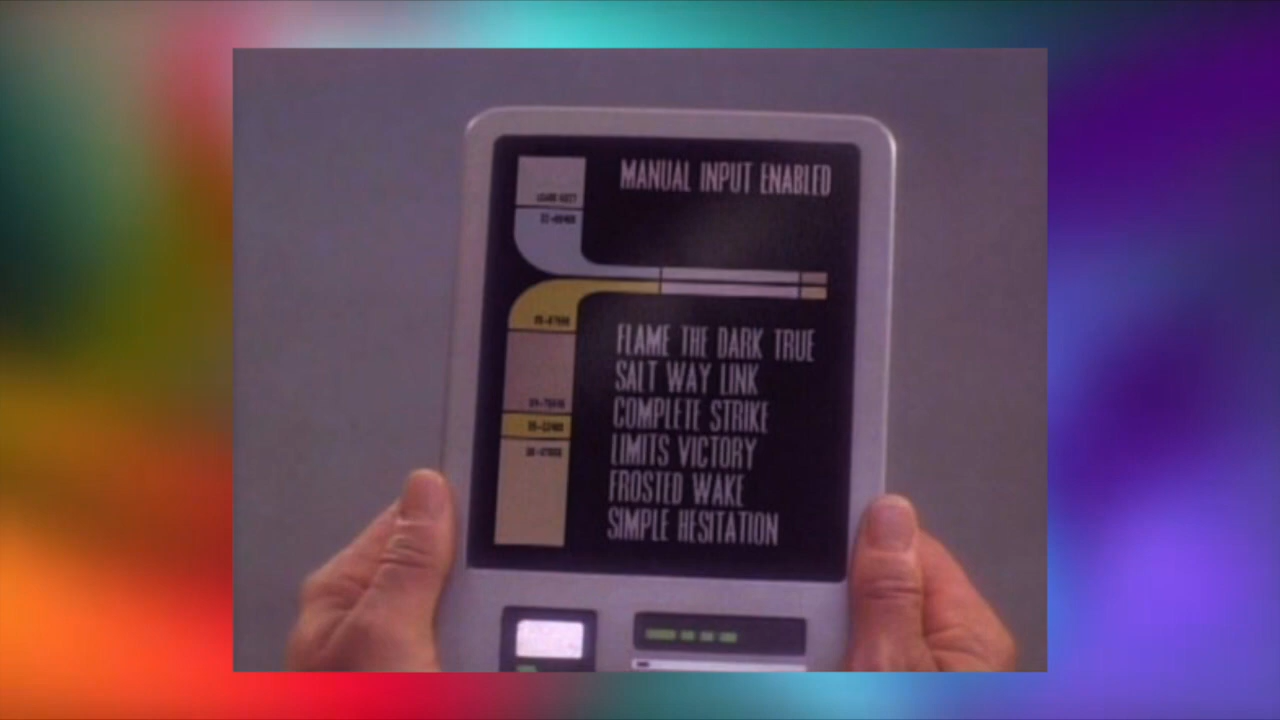 MANUAL INPUT ENABLED
FLAME THE DARK TRUE
SALT WAY LINK
COMPLETE STRIKE
LIMITS VICTORY
FROSTED WAKE
SIMPLE HESITATION